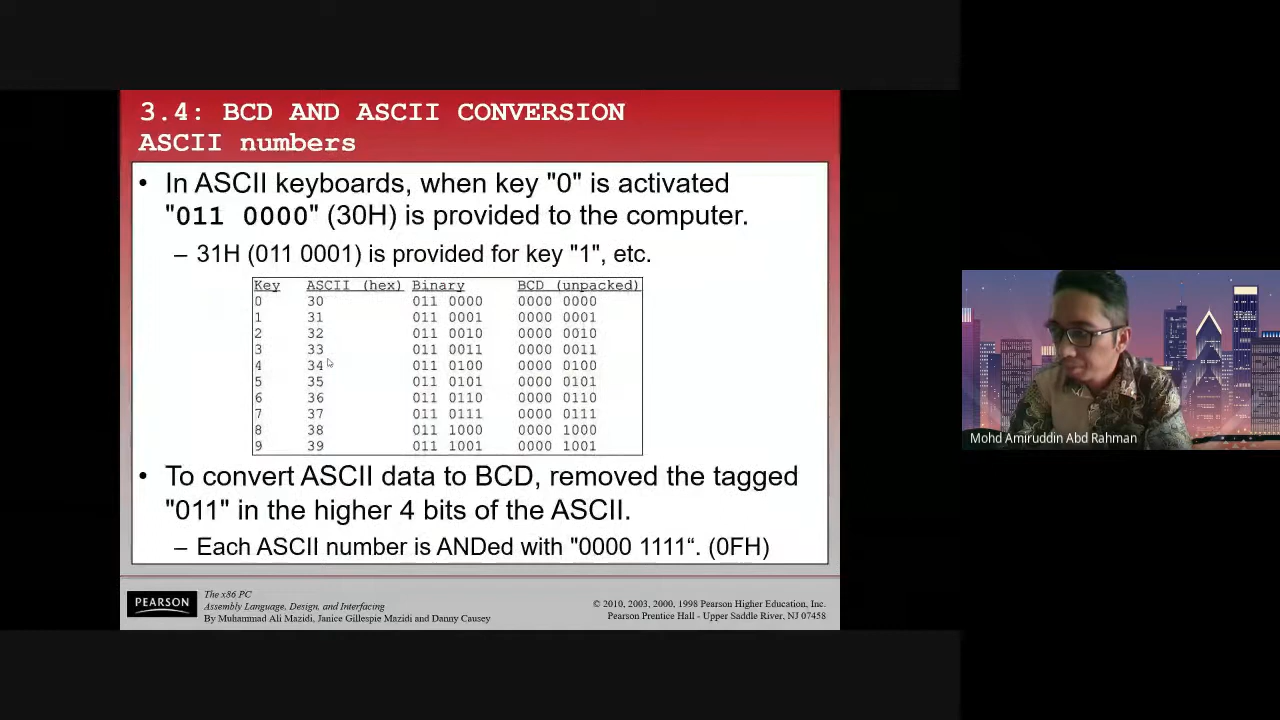 3.4: BCD AND ASCII CONVERSION
ASCII numbers
• In ASCII keyboards, when key "0" is activated
"011 0000" (30H) is provided to the computer.
– 31H (011 0001) is provided for key "1", etc.
Key ASCII (hex) Binary BCD (unpacked)
0 30 011 0000 0000 0000
1 31 011 0001 0000 0001
2 32 011 0010 0000 0010
3 33 011 0011 0000 0011
4 34 011 0100 0000 0100
5 35 011 0101 0000 0101
6 36 011 0110 0000 0110
7 37 011 0111 0000 0111
8 38 011 1000 0000 1000
9 39 011 1001 0000 1001
• To convert ASCII data to BCD, removed the tagged
"011" in the higher 4 bits of the ASCII.
– Each ASCII number is ANDed with "0000 1111“. (0FH)
PEARSON
The x86 PC
Assembly Language, Design, and Interfacing
By Muhammad Ali Mazidi, Janice Gillespie Mazidi and Danny Causey
© 2010, 2003, 2000, 1998 Pearson Higher Education, Inc.
Pearson Prentice Hall - Upper Saddle River, NJ 07458
Mohd Amiruddin Abd Rahman